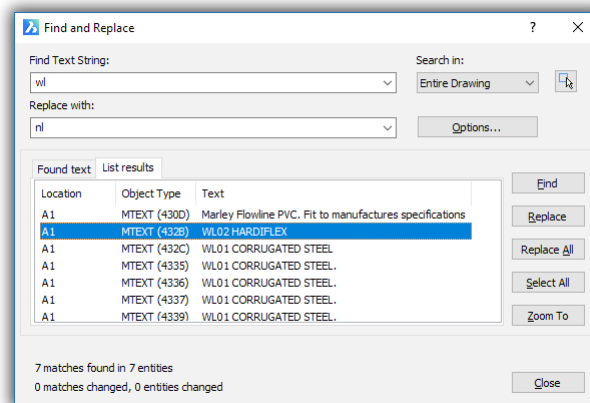 Find and Replace
Find Text String:
Search in:
wl
Entire Drawing
Replace with:
nl
Options...
Found text
List results
Location Object Type Text
A1 MTEXT (430D) Marley Flowline PVC. Fit to manufactures specifications
A1 MTEXT (432B) WL02 HARDIFLEX
A1 MTEXT (432C) WL01 CORRUGATED STEEL
A1 MTEXT (4335) WL01 CORRUGATED STEEL.
A1 MTEXT (4336) WL01 CORRUGATED STEEL.
A1 MTEXT (4337) WL01 CORRUGATED STEEL.
A1 MTEXT (4339) WL01 CORRUGATED STEEL.
Find
Replace
Replace All
Select All
Zoom To
7 matches found in 7 entities
0 matches changed, 0 entities changed
Close